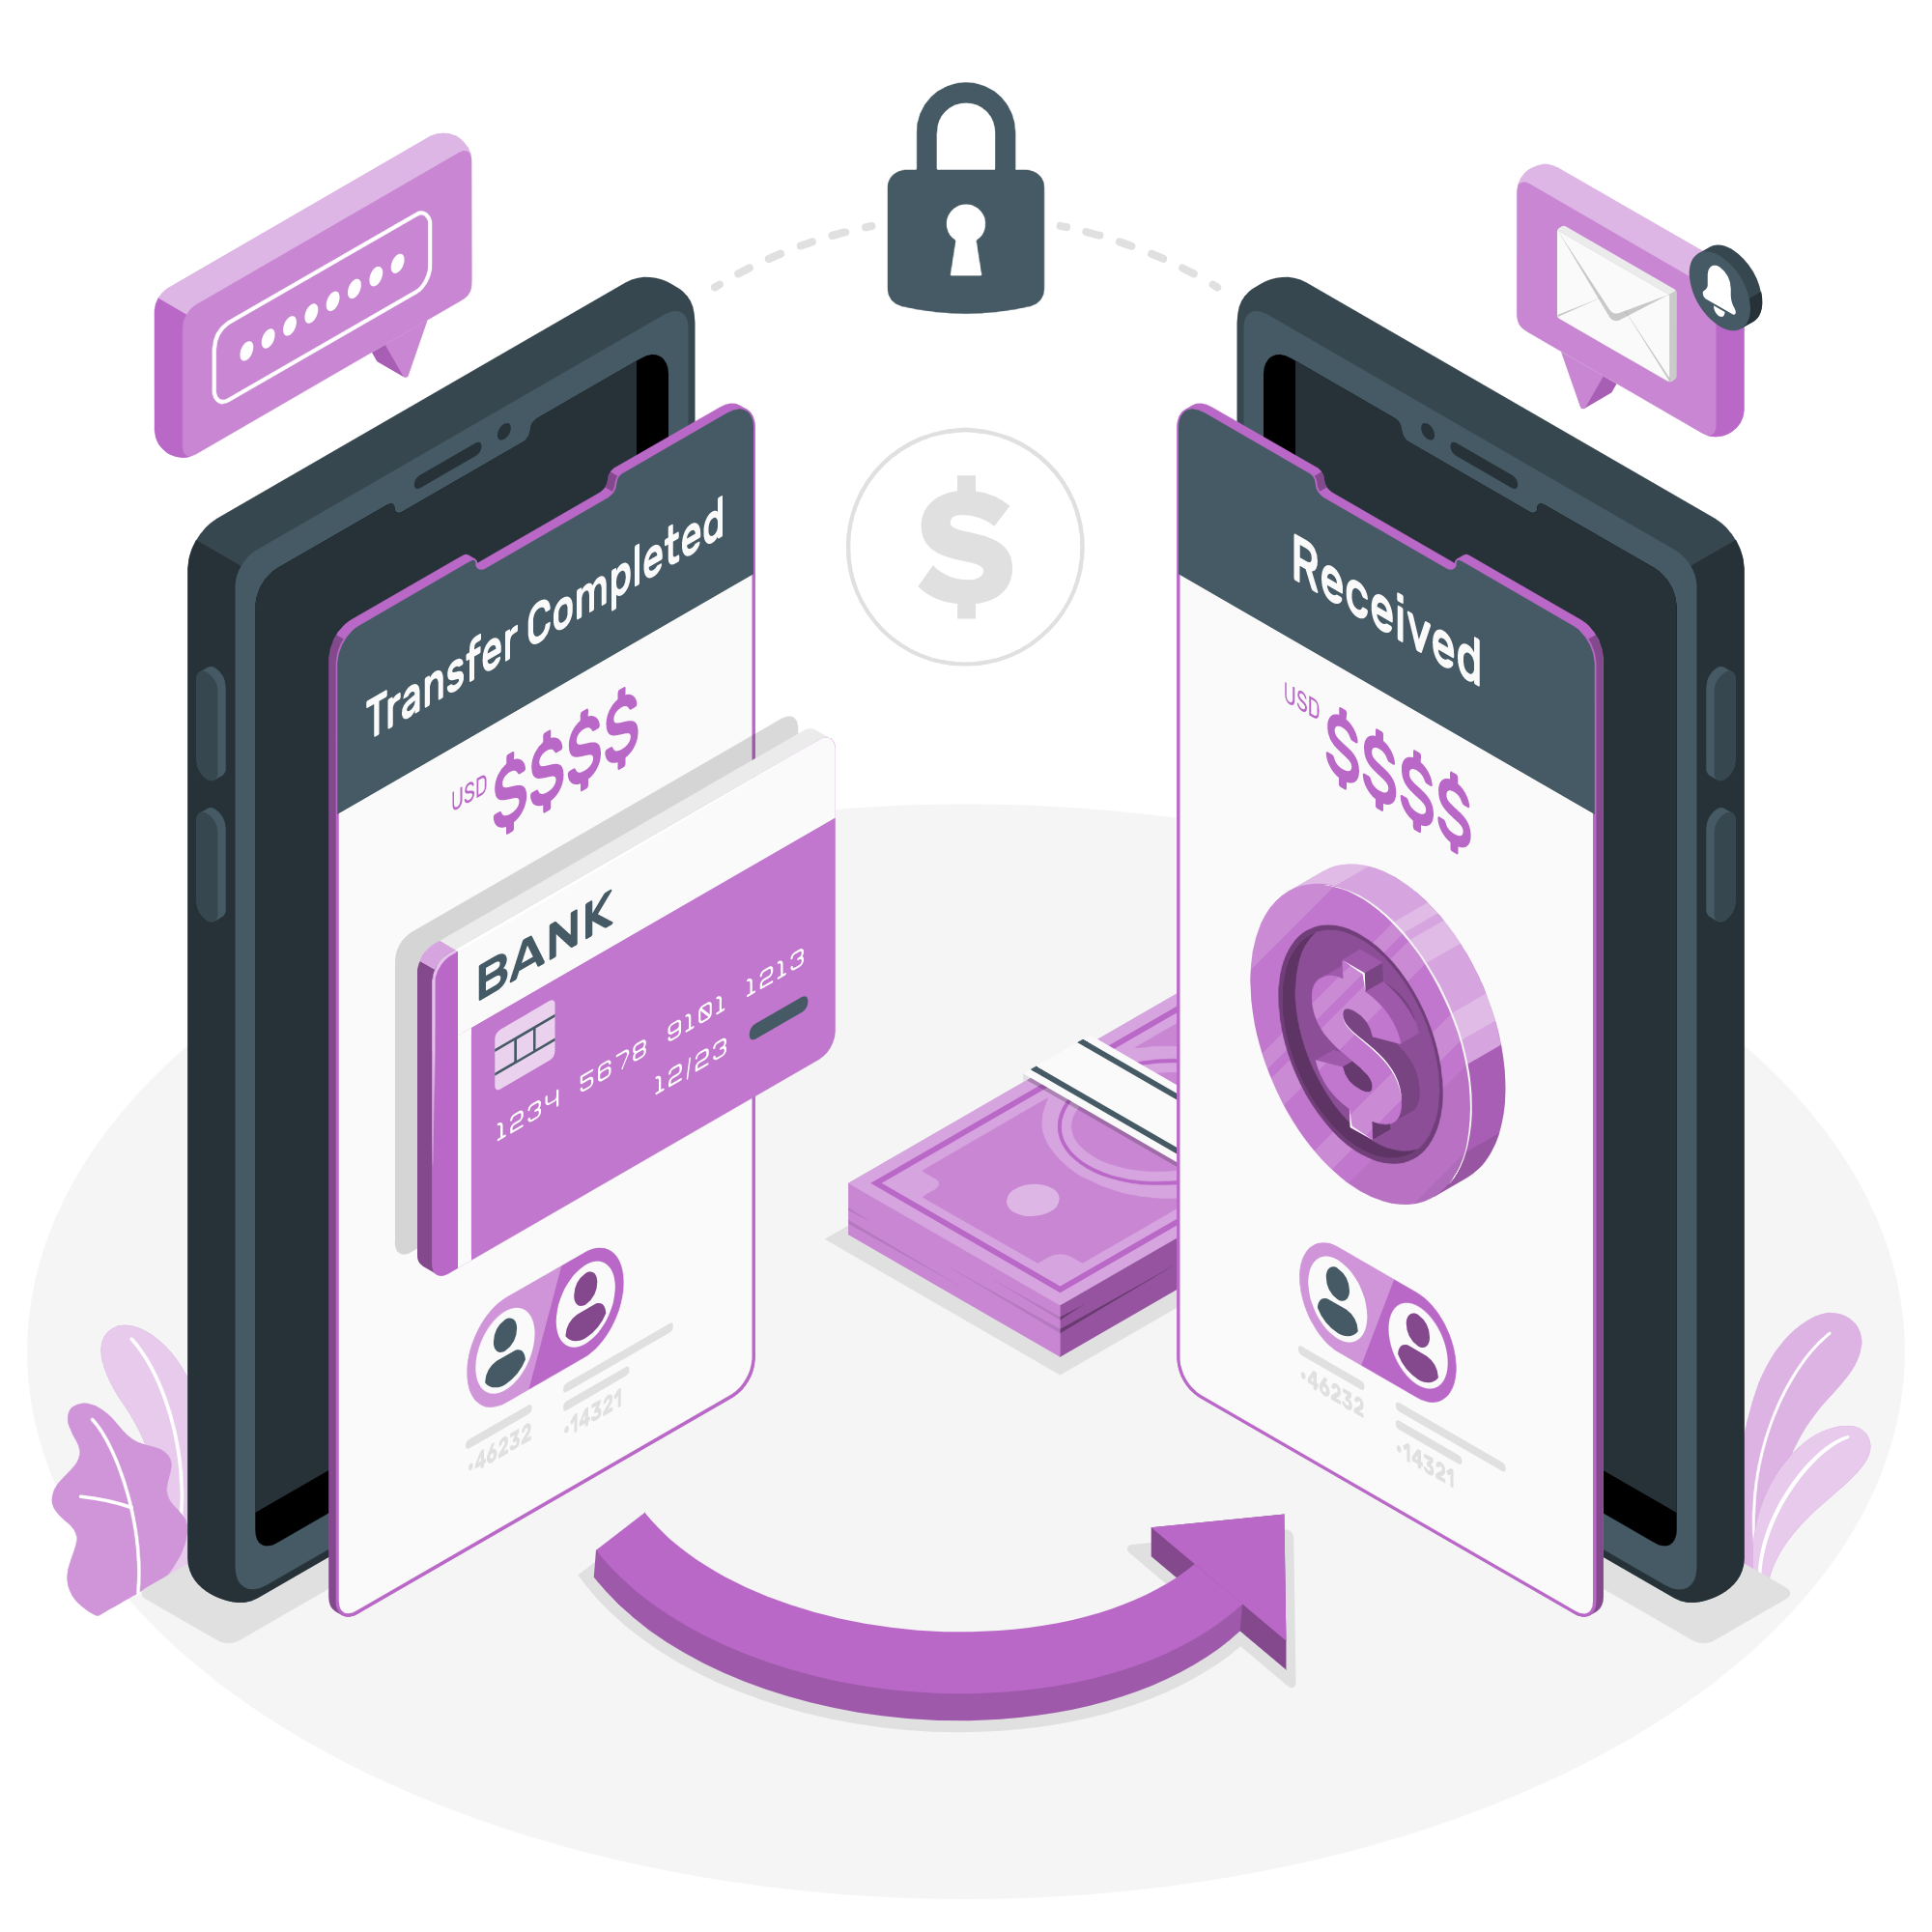 $
Transfer Completed
USD $$$$
BANK
1234 5678 9101 1213
12/23
·46232
·14321
Received
USD $$$$
$
·46232
·14321